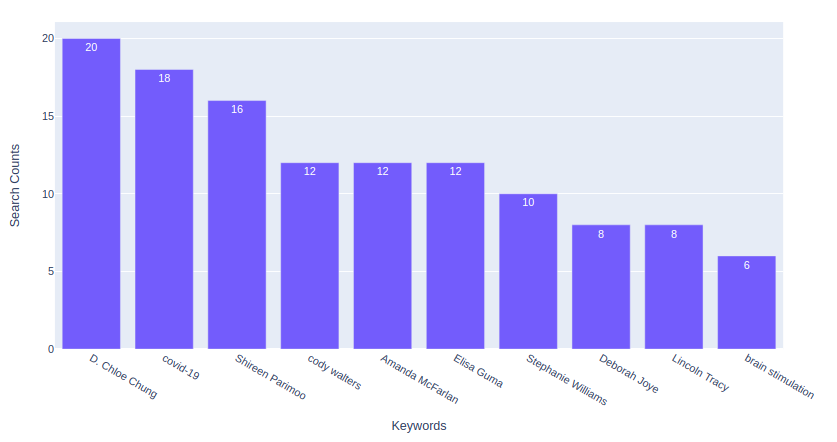 20
15
10
5
0
Search Counts
20
18
16
12
12
12
10
8
8
6
D. Chloe Chung
covid-19
Shireen Parimoo
cody walters
Amanda McFarlan
Elisa Guma
Stephanie Williams
Deborah Joye
Lincoln Tracy
brain stimulation
Keywords